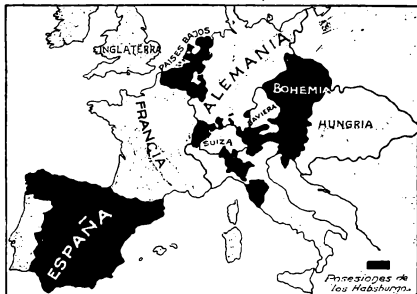 INGLATERRA
PAISES BAJOS
ALEMANIA
BOHEMIA
BAVIERA
HUNGRIA
FRANCIA
SUIZA
ESPAÑA
Posesiones de
los Habsburgo